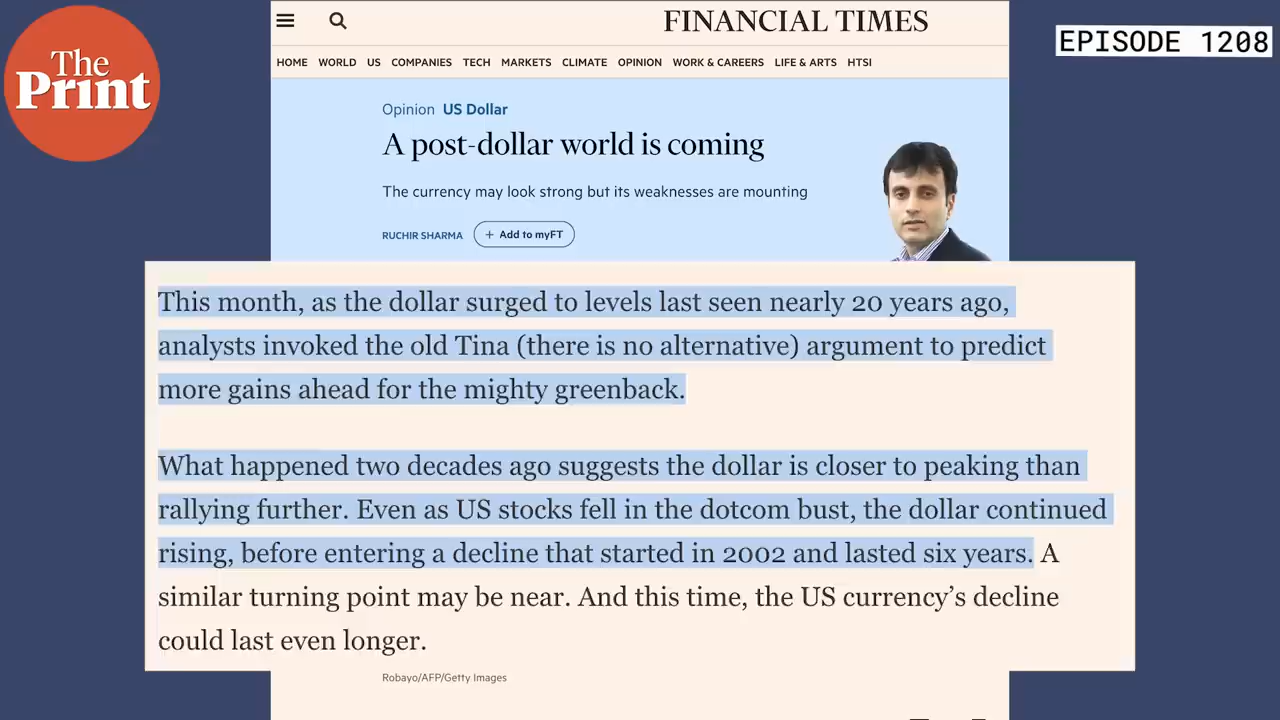 The
Print
FINANCIAL TIMES
EPISODE 1208
HOME WORLD US COMPANIES TECH MARKETS CLIMATE OPINION WORK & CAREERS LIFE & ARTS HTSI
Opinion US Dollar
A post-dollar world is coming
The currency may look strong but its weaknesses are mounting
RUCHIR SHARMA + Add to myFT
This month, as the dollar surged to levels last seen nearly 20 years ago,
analysts invoked the old Tina (there is no alternative) argument to predict
more gains ahead for the mighty greenback.
What happened two decades ago suggests the dollar is closer to peaking than
rallying further. Even as US stocks fell in the dotcom bust, the dollar continued
rising, before entering a decline that started in 2002 and lasted six years. A
similar turning point may be near. And this time, the US currency’s decline
could last even longer.
Robayo/AFP/Getty Images